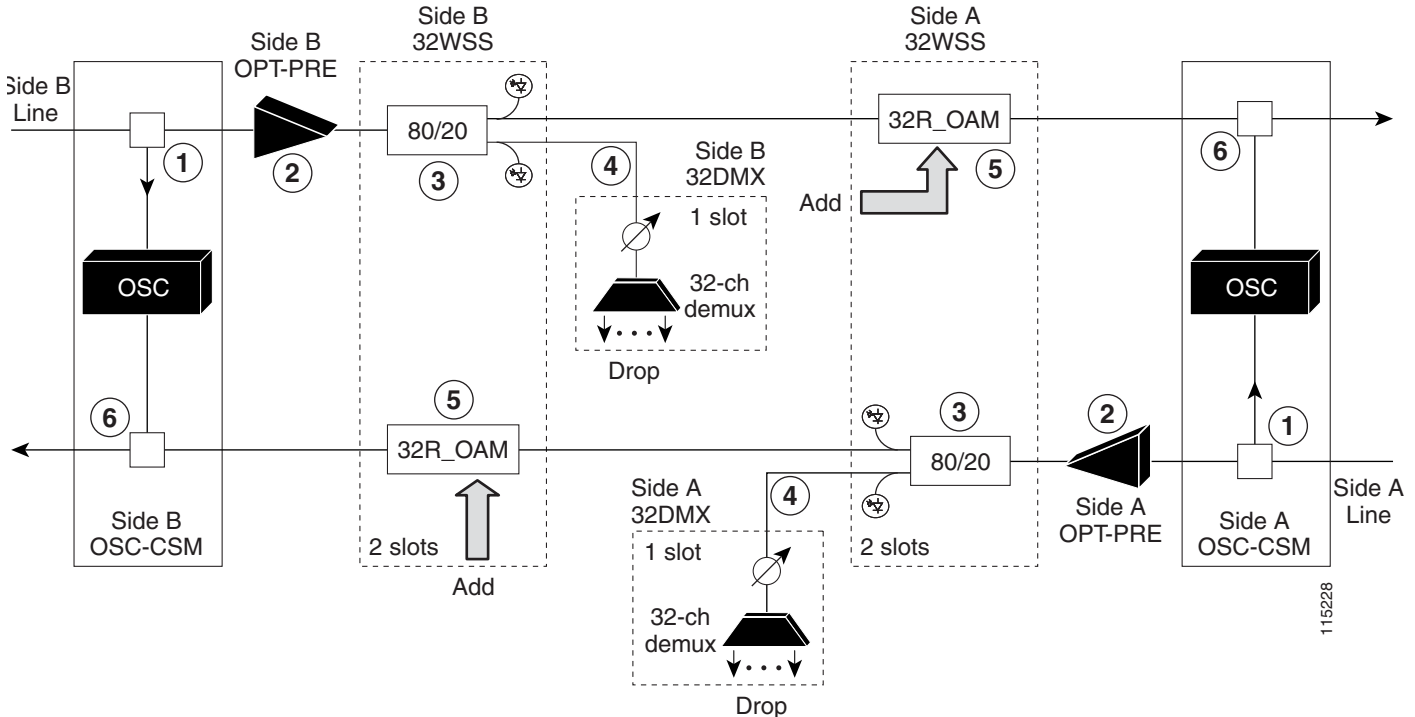 Side B
32WSS
Side A
32WSS
Side B
OPT-PRE
Side B
Line
1
2
80/20
3
4
Side B
32DMX
1 slot
32-ch
demux
Drop
32R_OAM
5
Add
6
OSC
OSC
6
5
32R_OAM
Side B
OSC-CSM
2 slots
Add
Side A
32DMX
1 slot
4
32-ch
demux
Drop
3
80/20
2 slots
2
Side A
OPT-PRE
1
Side A
OSC-CSM
Side A
Line
115228